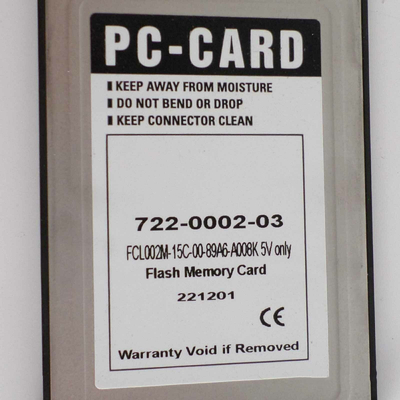 PC-CARD
KEEP AWAY FROM MOISTURE
DO NOT BEND OR DROP
KEEP CONNECTOR CLEAN
722-0002-03
FCL002M-15C-00-89A6-A008K 5V only
Flash Memory Card
221201
CE
Warranty Void if Removed